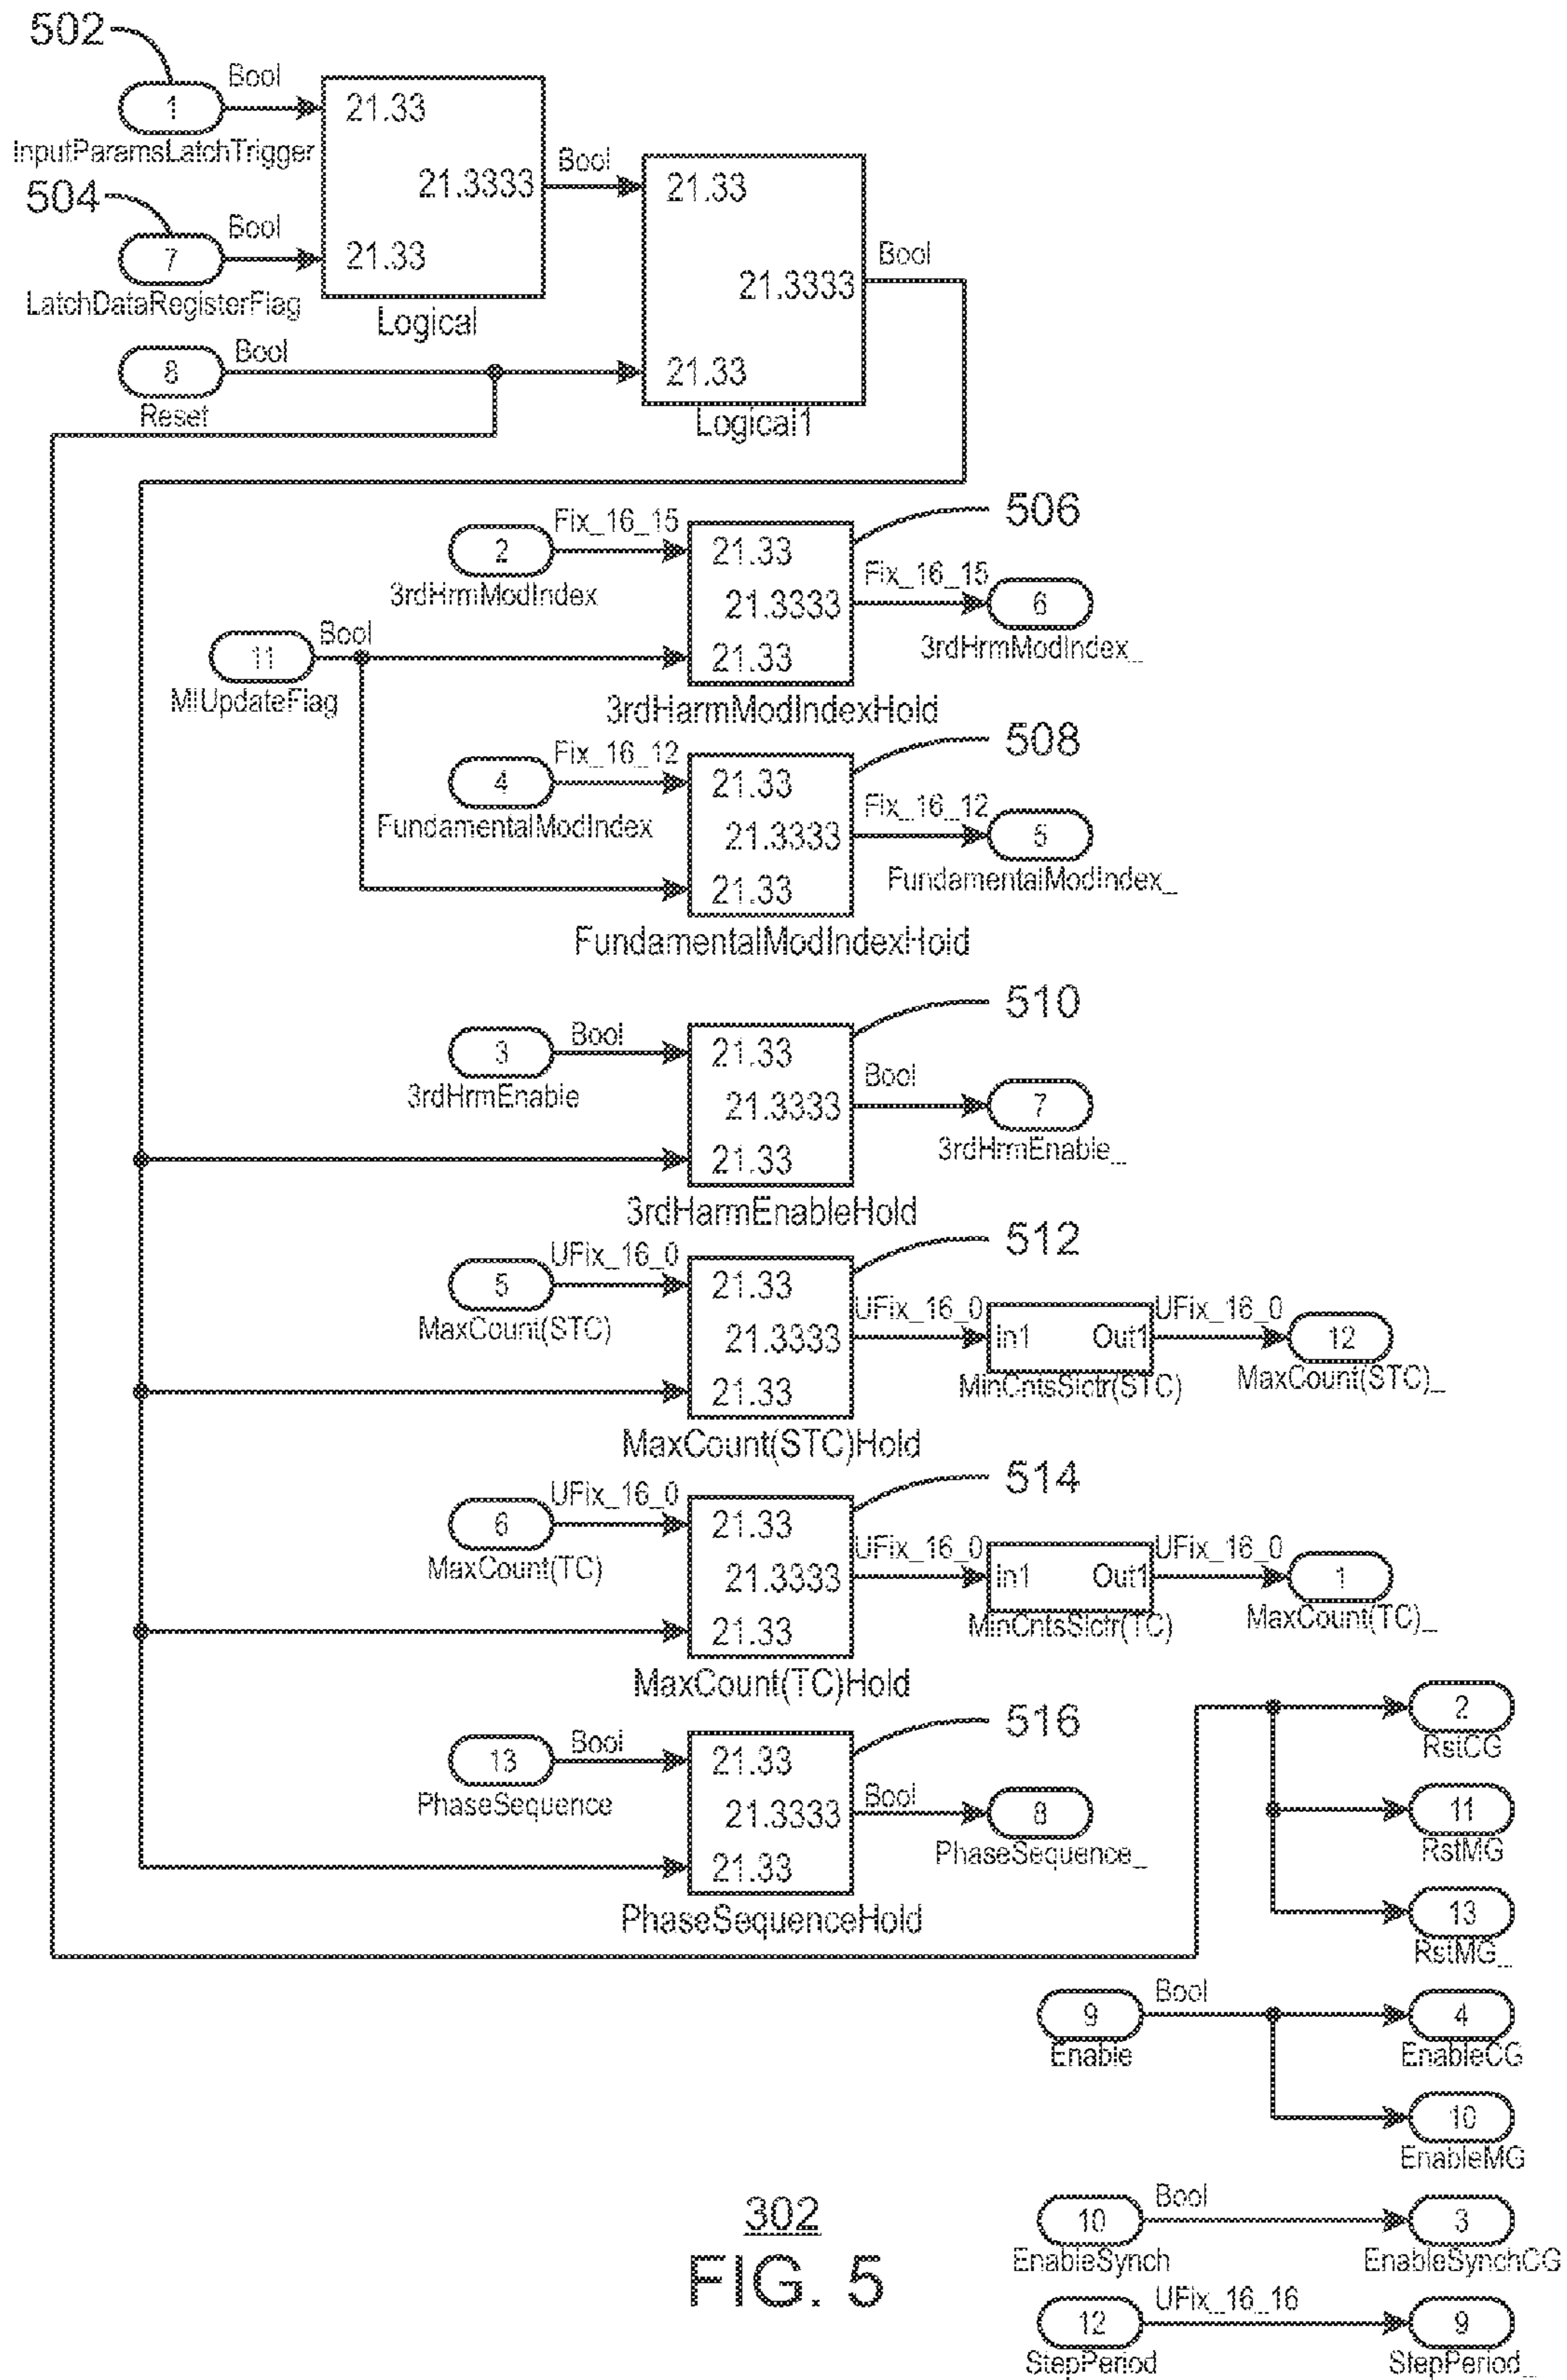 502
Bool
1
InputParamsLatchTrigger
21.33
21.3333
21.33
Logical
504
Bool
7
LatchDataRegisterFlag
Bool
8
Reset
Bool
21.33
21.3333
21.33
Logical1
Bool
506
Fix_16_15
2
3rdHrmModIndex
21.33
21.3333
21.33
3rdHarmModIndexHold
Fix_16_15
6
3rdHrmModIndex_
Bool
11
MIUpdateFlag
508
Fix_16_12
4
FundamentalModIndex
21.33
21.3333
21.33
FundamentalModIndexHold
Fix_16_12
5
FundamentalModIndex_
510
Bool
3
3rdHrmEnable
21.33
21.3333
21.33
3rdHarmEnableHold
Bool
7
3rdHrmEnable_
512
UFix_16_0
5
MaxCount(STC)
21.33
21.3333
21.33
MaxCount(STC)Hold
UFix_16_0
In1 Out1
MinCntsSlctr(STC)
UFix_16_0
12
MaxCount(STC)_
514
UFix_16_0
6
MaxCount(TC)
21.33
21.3333
21.33
MaxCount(TC)Hold
UFix_16_0
In1 Out1
MinCntsSlctr(TC)
UFix_16_0
1
MaxCount(TC)_
516
Bool
13
PhaseSequence
21.33
21.3333
21.33
PhaseSequenceHold
Bool
8
PhaseSequence_
2
RstCG
11
RstMG
13
RstMG_
Bool
9
Enable
4
EnableCG
10
EnableMG
Bool
10
EnableSynch
3
EnableSynchCG
UFix_16_16
12
StepPeriod
9
StepPeriod_
302
FIG. 5